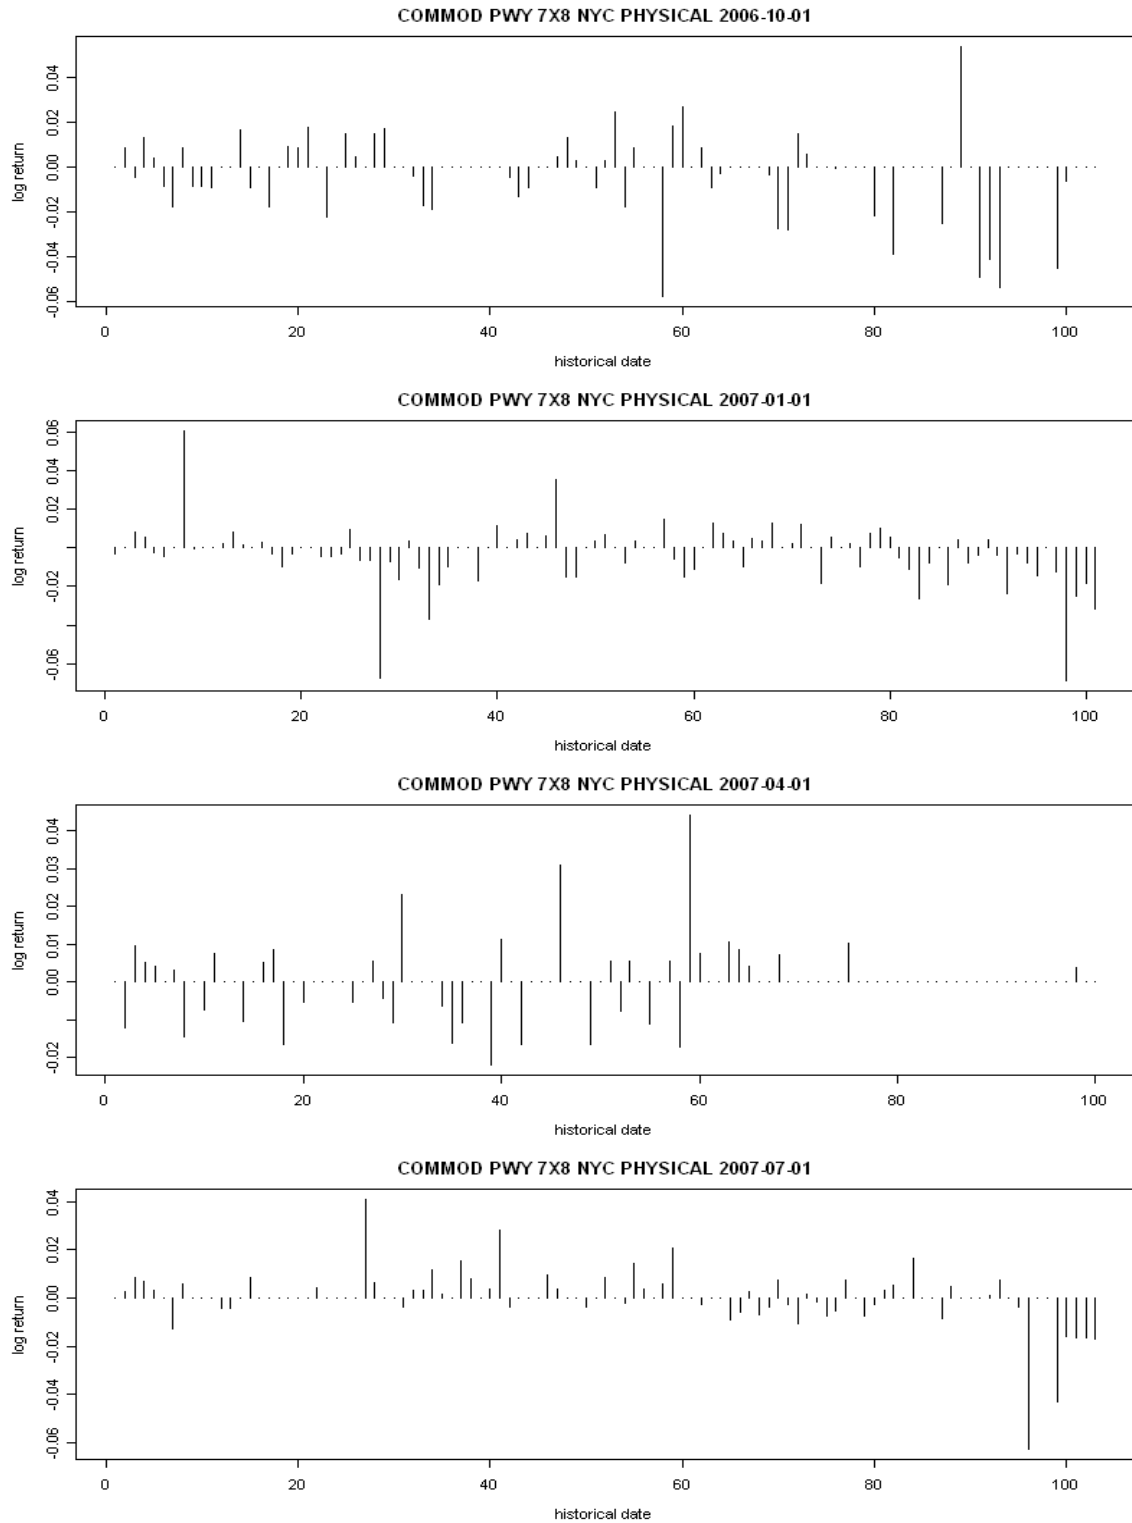 COMMOD PWY 7X8 NYC PHYSICAL 2006-10-01
0.04
0.02
0.00
-0.02
-0.04
-0.06
log return
0 20 40 60 80 100
historical date
COMMOD PWY 7X8 NYC PHYSICAL 2007-01-01
0.06
0.04
0.02
-0.02
-0.06
log return
0 20 40 60 80 100
historical date
COMMOD PWY 7X8 NYC PHYSICAL 2007-04-01
0.04
0.03
0.02
0.01
0.00
-0.02
log return
0 20 40 60 80 100
historical date
COMMOD PWY 7X8 NYC PHYSICAL 2007-07-01
0.04
0.02
0.00
-0.02
-0.04
-0.06
log return
0 20 40 60 80 100
historical date